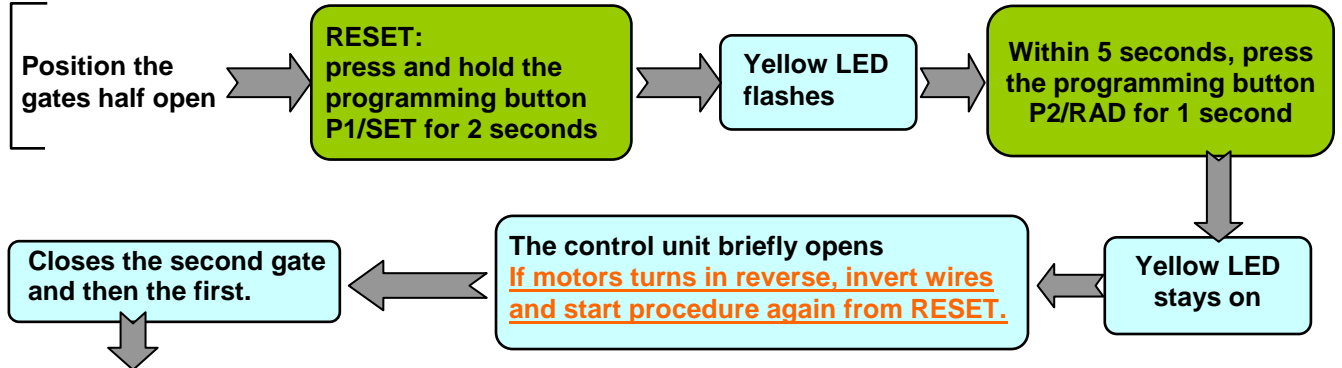 Position the
gates half open
RESET:
press and hold the
programming button
P1/SET for 2 seconds
Yellow LED
flashes
Within 5 seconds, press
the programming button
P2/RAD for 1 second
Yellow LED
stays on
The control unit briefly opens
If motors turns in reverse, invert wires
and start procedure again from RESET.
Closes the second gate
and then the first.